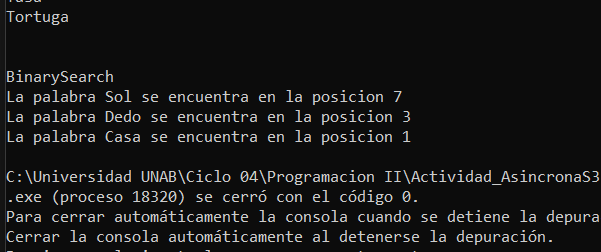 Tortuga
BinarySearch
La palabra Sol se encuentra en la posicion 7
La palabra Dedo se encuentra en la posicion 3
La palabra Casa se encuentra en la posicion 1
C:\Universidad UNAB\Ciclo 04\Programacion II\Actividad_AsincronaS3
.exe (proceso 18320) se cerró con el código 0.
Para cerrar automáticamente la consola cuando se detiene la depura
Cerrar la consola automáticamente al detenerse la depuración.